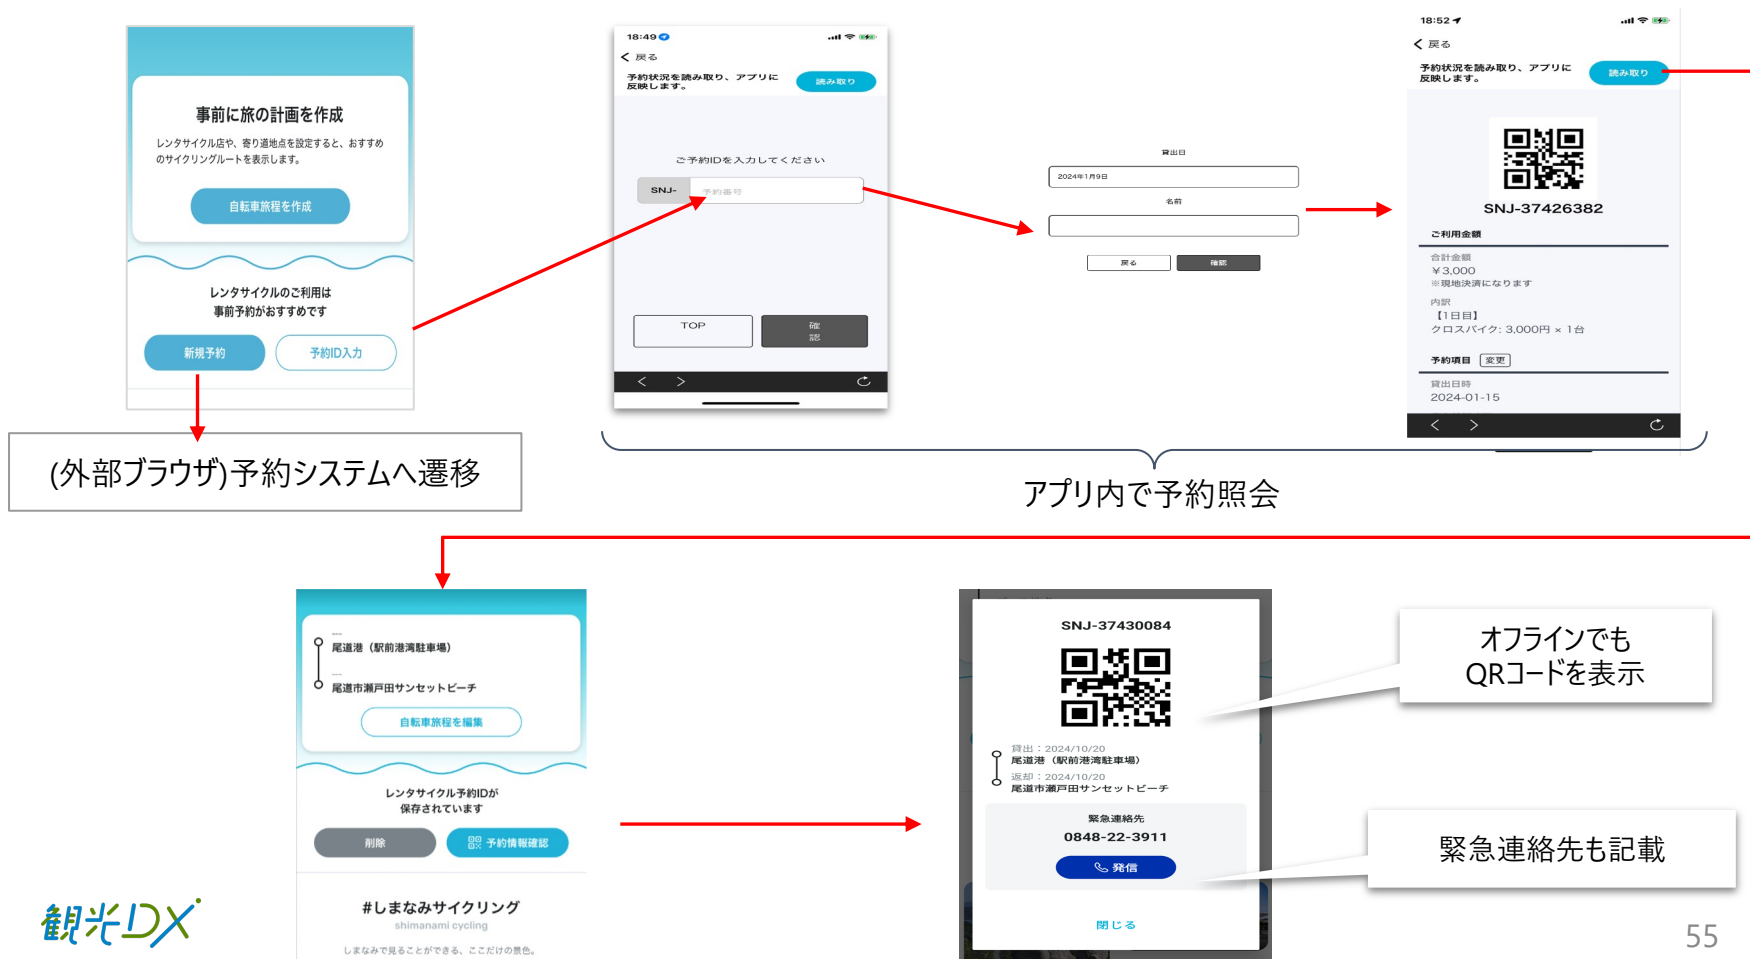 事前に旅の計画を作成
レンタサイクル店や、寄り道地点を設定すると、おすすめ
のサイクリングルートを表示します。
自転車旅程を作成
レンタサイクルのご利用は
事前予約がおすすめです
新規予約
予約ID入力
(外部ブラウザ)予約システムへ遷移
18:49
戻る
予約状況を読み取り、アプリに
反映します。
読み取り
ご予約IDを入力してください
SNJ-
予約番号
TOP
確
認
貸出日
2024年1月9日
名前
戻る
確認
18:52
戻る
予約状況を読み取り、アプリに
反映します。
読み取り
SNJ-37426382
ご利用金額
合計金額
¥3,000
※現地決済になります
内訳
【1日目】
クロスバイク: 3,000円 × 1台
予約項目
変更
貸出日時
2024-01-15
アプリ内で予約照会
尾道港（駅前港湾駐車場）
尾道市瀬戸田サンセットビーチ
自転車旅程を編集
レンタサイクル予約IDが
保存されています
削除
予約情報確認
#しまなみサイクリング
shimanami cycling
しまなみで見ることができる、ここだけの景色。
SNJ-37430084
貸出：2024/10/20
尾道港（駅前港湾駐車場）
返却：2024/10/20
尾道市瀬戸田サンセットビーチ
緊急連絡先
0848-22-3911
発信
閉じる
オフラインでも
QRコードを表示
緊急連絡先も記載
観光DX
55